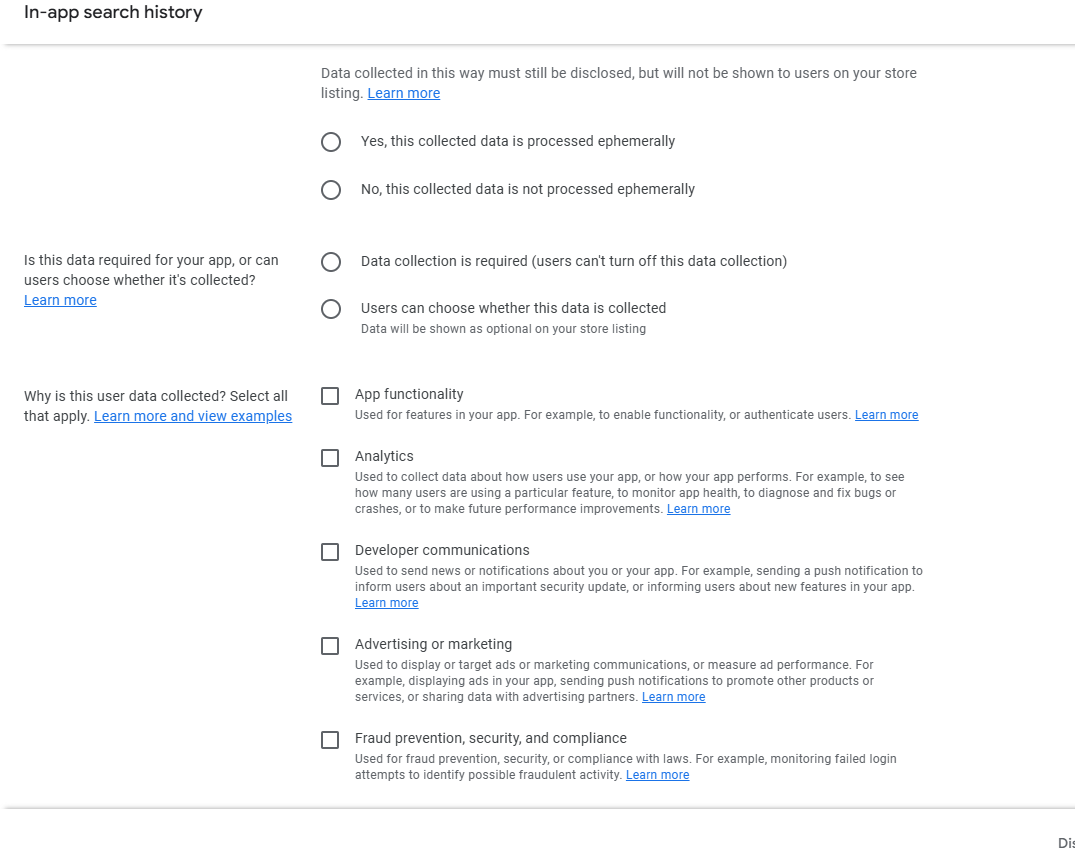 In-app search history
Data collected in this way must still be disclosed, but will not be shown to users on your store
listing. Learn more
Yes, this collected data is processed ephemerally
No, this collected data is not processed ephemerally
Is this data required for your app, or can
users choose whether it's collected?
Learn more
Data collection is required (users can't turn off this data collection)
Users can choose whether this data is collected
Data will be shown as optional on your store listing
Why is this user data collected? Select all
that apply. Learn more and view examples
App functionality
Used for features in your app. For example, to enable functionality, or authenticate users. Learn more
Analytics
Used to collect data about how users use your app, or how your app performs. For example, to see
how many users are using a particular feature, to monitor app health, to diagnose and fix bugs or
crashes, or to make future performance improvements. Learn more
Developer communications
Used to send news or notifications about you or your app. For example, sending a push notification to
inform users about an important security update, or informing users about new features in your app.
Learn more
Advertising or marketing
Used to display or target ads or marketing communications, or measure ad performance. For
example, displaying ads in your app, sending push notifications to promote other products or
services, or sharing data with advertising partners. Learn more
Fraud prevention, security, and compliance
Used for fraud prevention, security, or compliance with laws. For example, monitoring failed login
attempts to identify possible fraudulent activity. Learn more